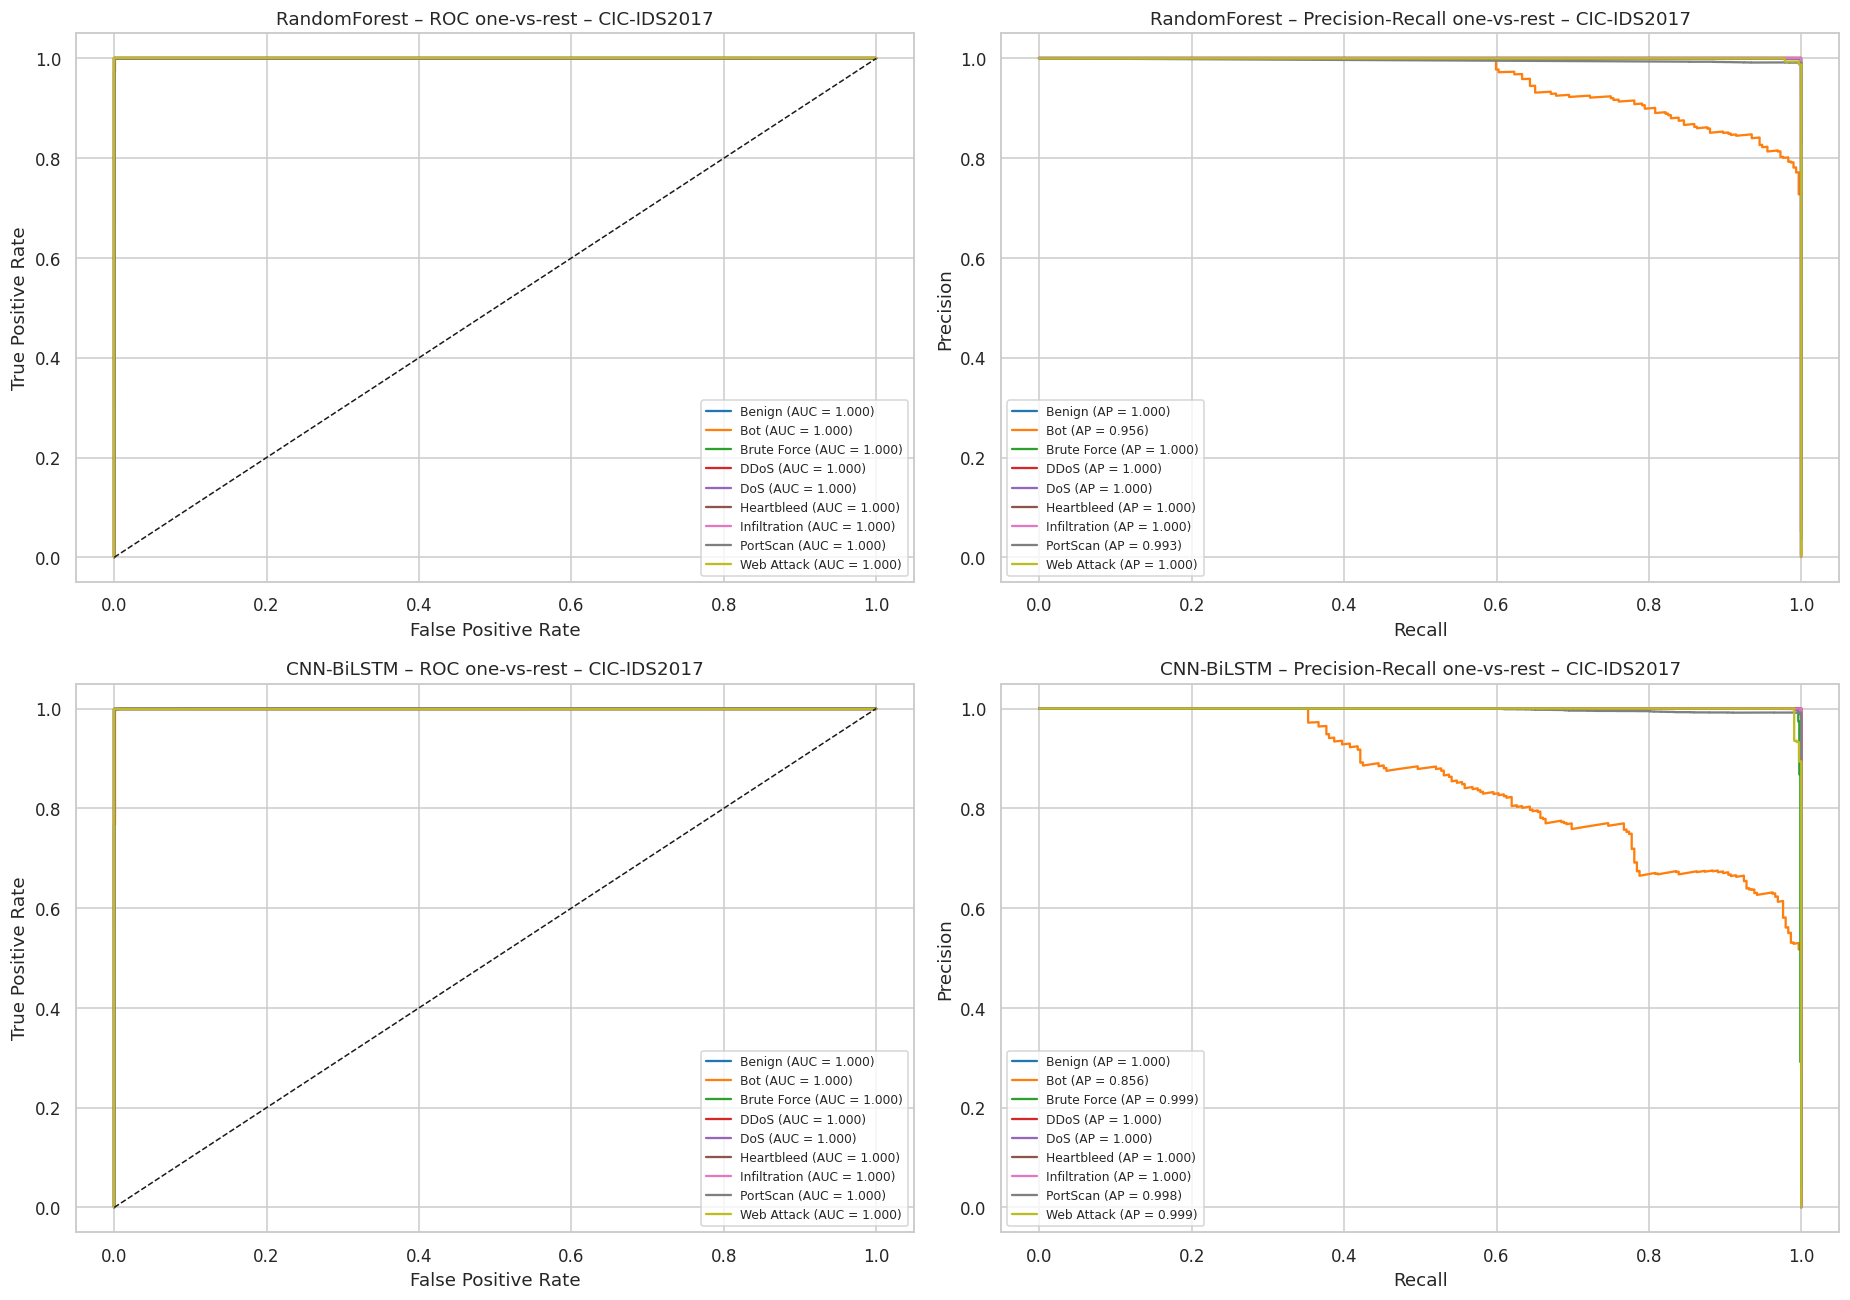 RandomForest – ROC one-vs-rest – CIC-IDS2017
True Positive Rate
1.0
0.8
0.6
0.4
0.2
0.0
Benign (AUC = 1.000)
Bot (AUC = 1.000)
Brute Force (AUC = 1.000)
DDoS (AUC = 1.000)
DoS (AUC = 1.000)
Heartbleed (AUC = 1.000)
Infiltration (AUC = 1.000)
PortScan (AUC = 1.000)
Web Attack (AUC = 1.000)
0.0 0.2 0.4 0.6 0.8 1.0
False Positive Rate
RandomForest – Precision-Recall one-vs-rest – CIC-IDS2017
Precision
1.0
0.8
0.6
0.4
0.2
0.0
Benign (AP = 1.000)
Bot (AP = 0.956)
Brute Force (AP = 1.000)
DDoS (AP = 1.000)
DoS (AP = 1.000)
Heartbleed (AP = 1.000)
Infiltration (AP = 1.000)
PortScan (AP = 0.993)
Web Attack (AP = 1.000)
0.0 0.2 0.4 0.6 0.8 1.0
Recall
CNN-BiLSTM – ROC one-vs-rest – CIC-IDS2017
True Positive Rate
1.0
0.8
0.6
0.4
0.2
0.0
Benign (AUC = 1.000)
Bot (AUC = 1.000)
Brute Force (AUC = 1.000)
DDoS (AUC = 1.000)
DoS (AUC = 1.000)
Heartbleed (AUC = 1.000)
Infiltration (AUC = 1.000)
PortScan (AUC = 1.000)
Web Attack (AUC = 1.000)
0.0 0.2 0.4 0.6 0.8 1.0
False Positive Rate
CNN-BiLSTM – Precision-Recall one-vs-rest – CIC-IDS2017
Precision
1.0
0.8
0.6
0.4
0.2
0.0
Benign (AP = 1.000)
Bot (AP = 0.856)
Brute Force (AP = 0.999)
DDoS (AP = 1.000)
DoS (AP = 1.000)
Heartbleed (AP = 1.000)
Infiltration (AP = 1.000)
PortScan (AP = 0.998)
Web Attack (AP = 0.999)
0.0 0.2 0.4 0.6 0.8 1.0
Recall